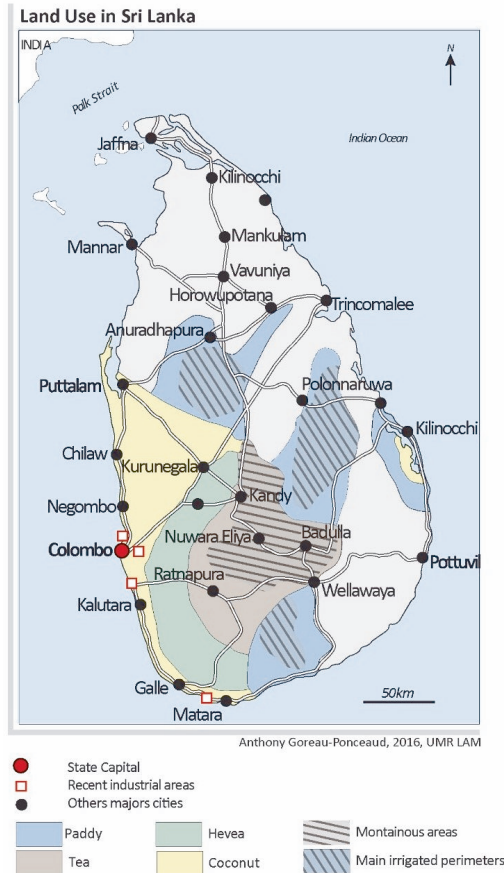 Land Use in Sri Lanka
INDIA
N
Palk Strait
Indian Ocean
Jaffna
Kilinocchi
Mankulam
Mannar
Vavuniya
Horowupotana
Trincomalee
Anuradhapura
Puttalam
Polonnaruwa
Kilinocchi
Chilaw
Kurunegala
Negombo
Kandy
Colombo
Nuwara Eliya
Badulla
Pottuvil
Ratnapura
Wellawaya
Kalutara
Galle
50km
Matara
Anthony Goreau-Ponceaud, 2016, UMR LAM
State Capital
Recent industrial areas
Others majors cities
Paddy
Hevea
Montainous areas
Tea
Coconut
Main irrigated perimeters